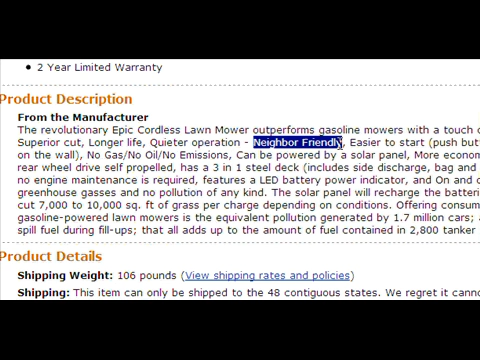 • 2 Year Limited Warranty
Product Description
From the Manufacturer
The revolutionary Epic Cordless Lawn Mower outperforms gasoline mowers with a touch
Superior cut, Longer life, Quieter operation - Neighbor Friendly, Easier to start (push
on the wall), No Gas/No Oil/No Emissions, Can be powered by a solar panel, More
rear wheel drive self propelled, has a 3 in 1 steel deck (includes side discharge, bag and
no engine maintenance is required, features a LED battery power indicator, and On and
greenhouse gasses and no pollution of any kind. The solar panel will recharge the
cut 7,000 to 10,000 sq. ft of grass per charge depending on conditions. Offering
gasoline-powered lawn mowers is the equivalent pollution generated by 1.7 million cars;
spill fuel during fill-ups; that all adds up to the amount of fuel contained in 2,800 tanker
Product Details
Shipping Weight: 106 pounds (View shipping rates and policies)
Shipping: This item can only be shipped to the 48 contiguous states. We regret it